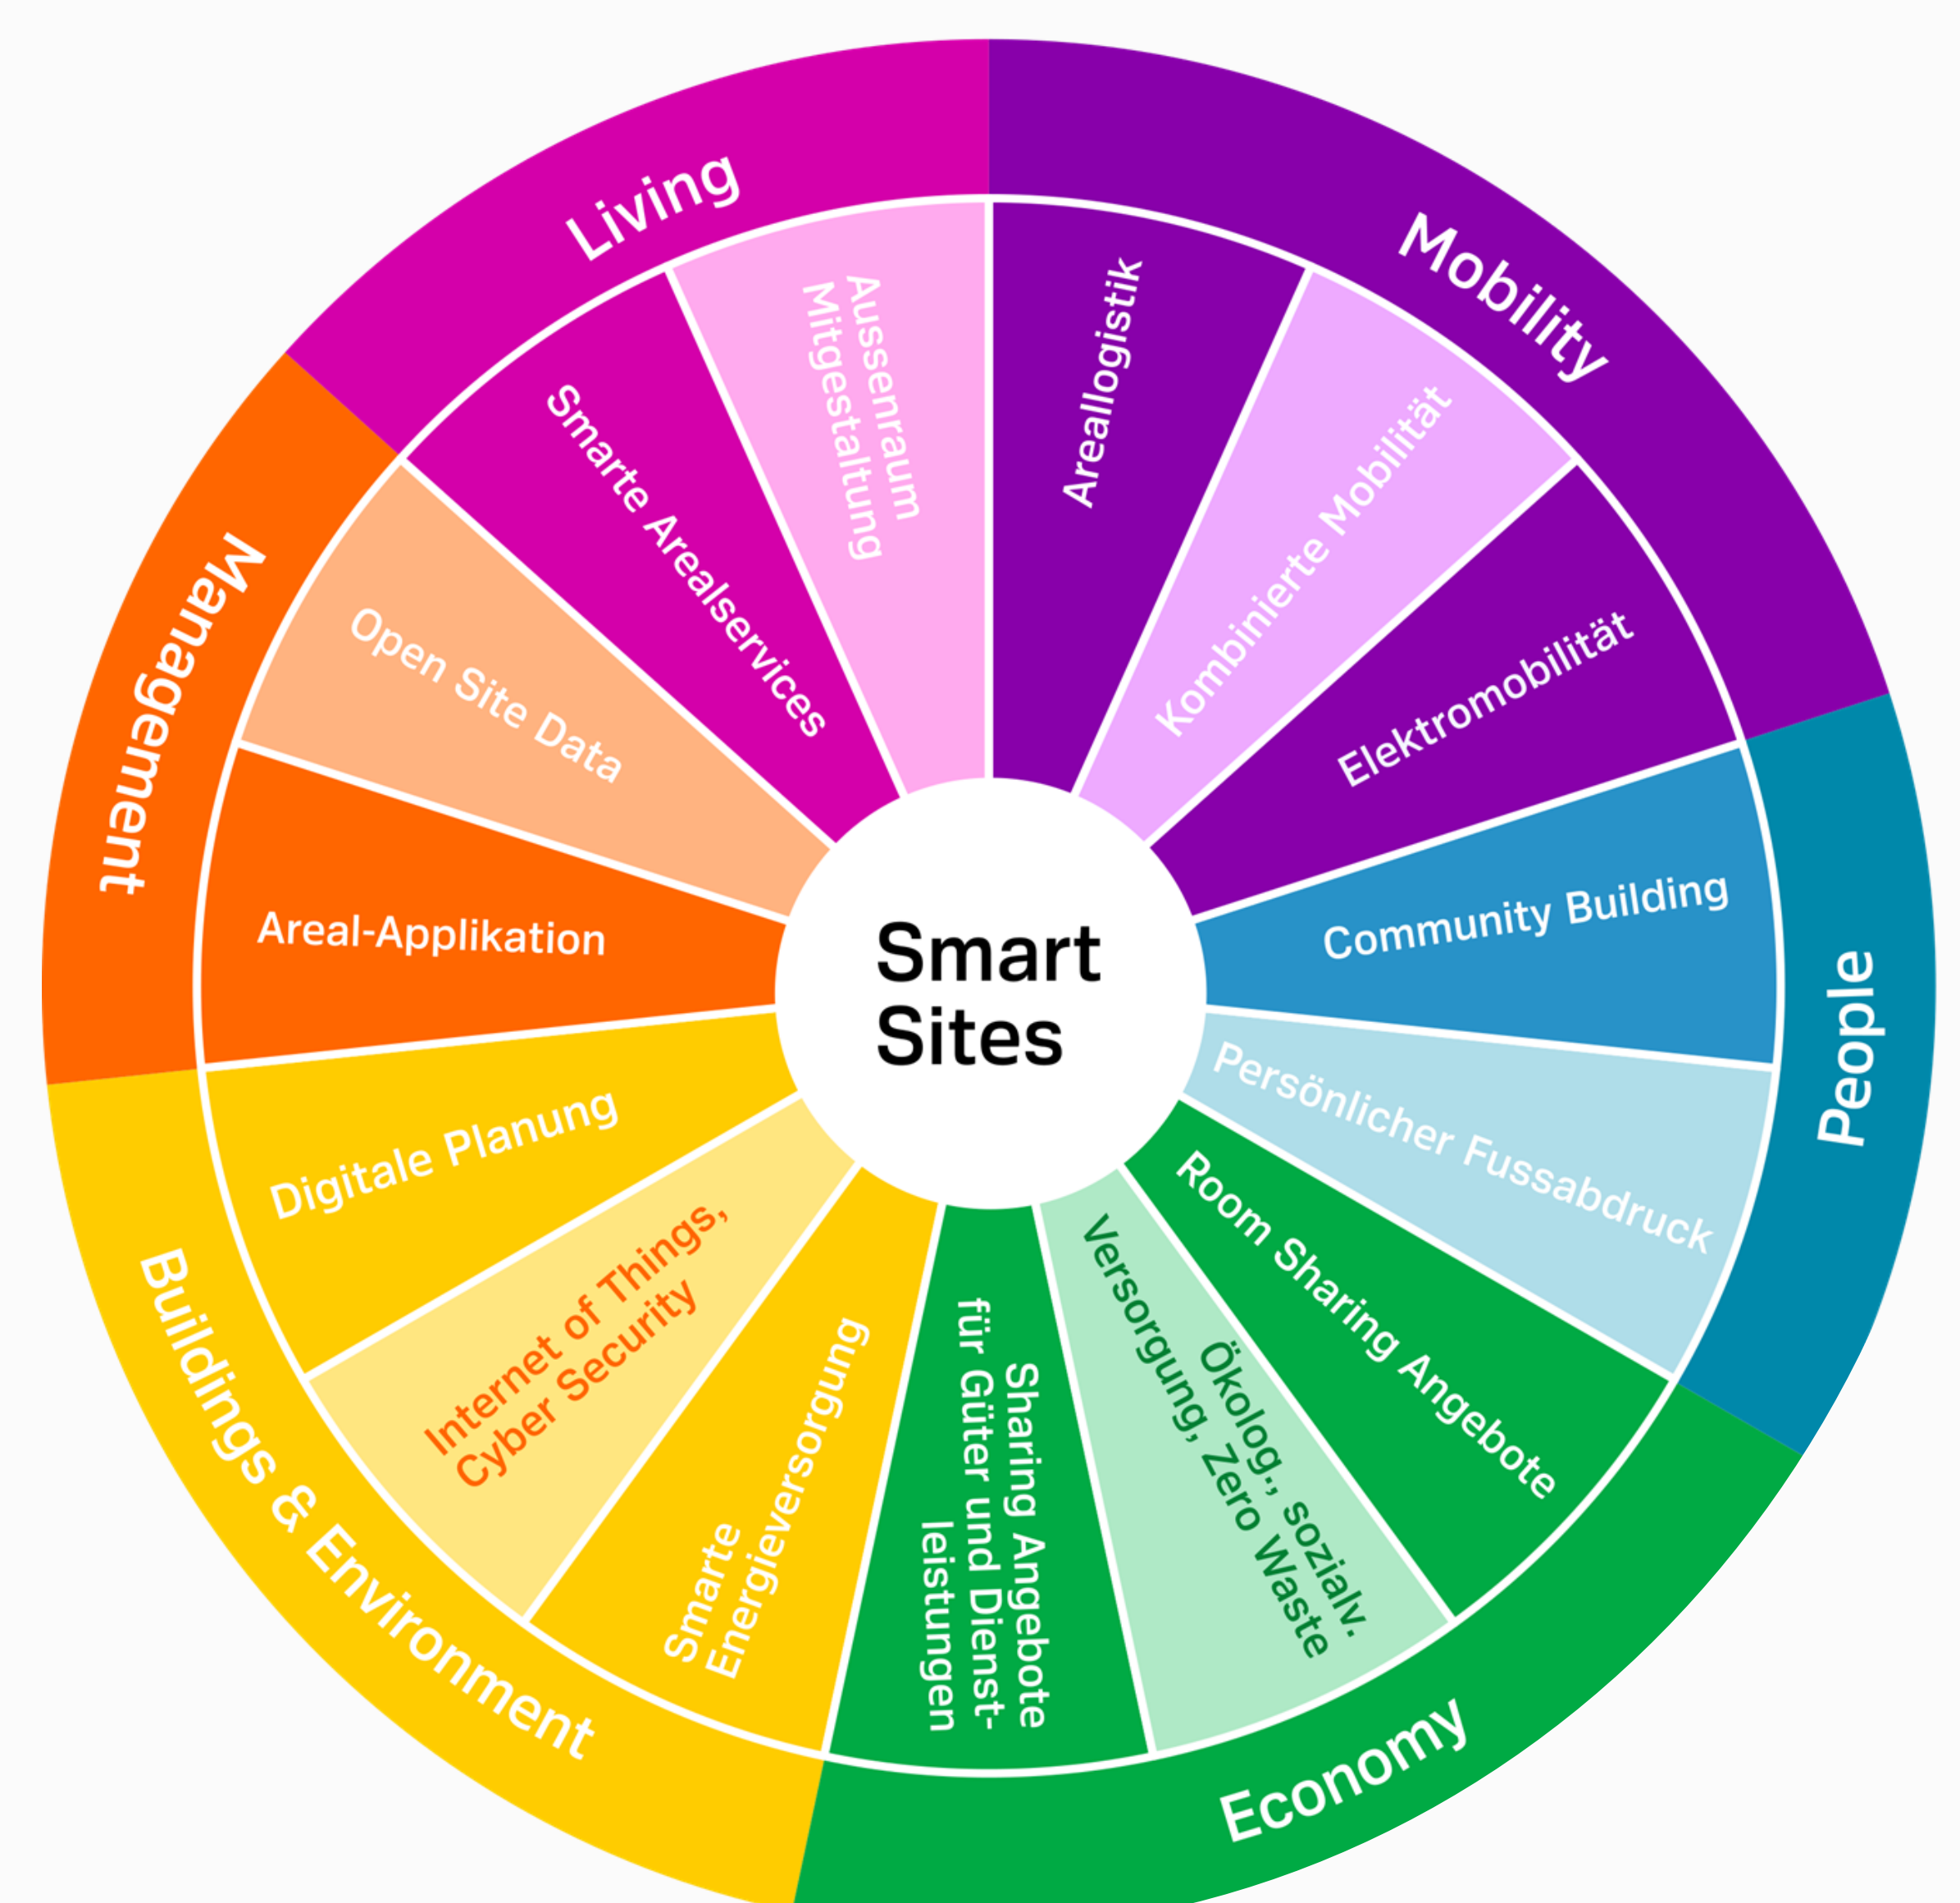 Smart
Sites
Mobility
Areallogistik
Kombinierte Mobilität
Elektromobilität
People
Community Building
Persönlicher Fussabdruck
Economy
Room Sharing Angebote
Ökolog., sozialv.
Versorgung, Zero Waste
Sharing Angebote
für Güter und Dienst-
leistungen
Buildings & Environment
Smarte
Energieversorgung
Internet of Things,
Cyber Security
Digitale Planung
Management
Areal-Applikation
Open Site Data
Living
Smarte Arealservices
Aussenraum
Mitgestaltung